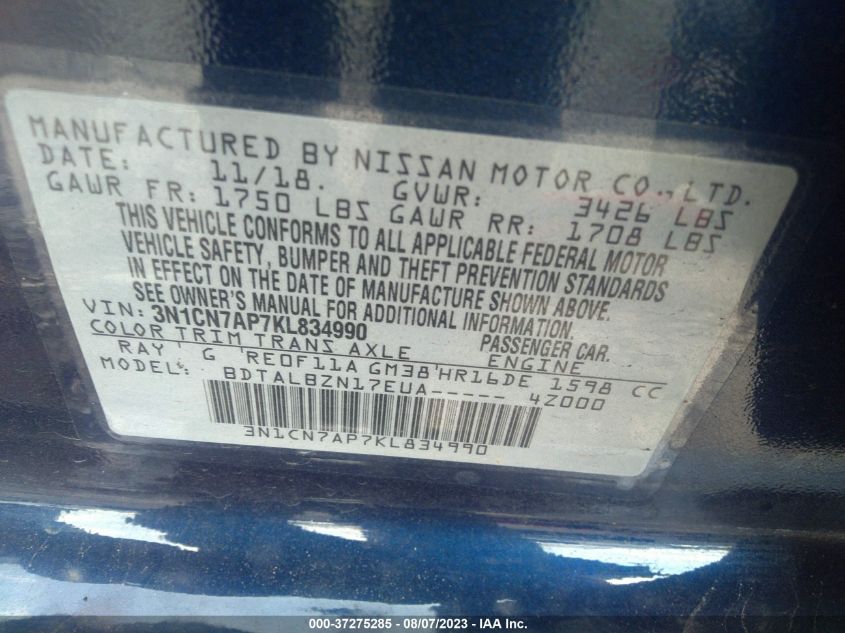 MANUFACTURED BY NISSAN MOTOR CO., LTD.
DATE: 11/18. GVWR: 3426 LBS
GAWR FR: 1750 LBS GAWR RR: 1708 LBS
THIS VEHICLE CONFORMS TO ALL APPLICABLE FEDERAL MOTOR
VEHICLE SAFETY, BUMPER AND THEFT PREVENTION STANDARDS
IN EFFECT ON THE DATE OF MANUFACTURE SHOWN ABOVE.
SEE OWNER'S MANUAL FOR ADDITIONAL INFORMATION.
VIN: 3N1CN7AP7KL834990 PASSENGER CAR.
COLOR TRIM TRANS AXLE ENGINE
RAY G RE0F11A GM38 HR16DE 1598 CC
MODEL: BDTALBZN17EUA----- 4Z000
3N1CN7AP7KL834990
000-37275285 - 08/07/2023 - IAA Inc.